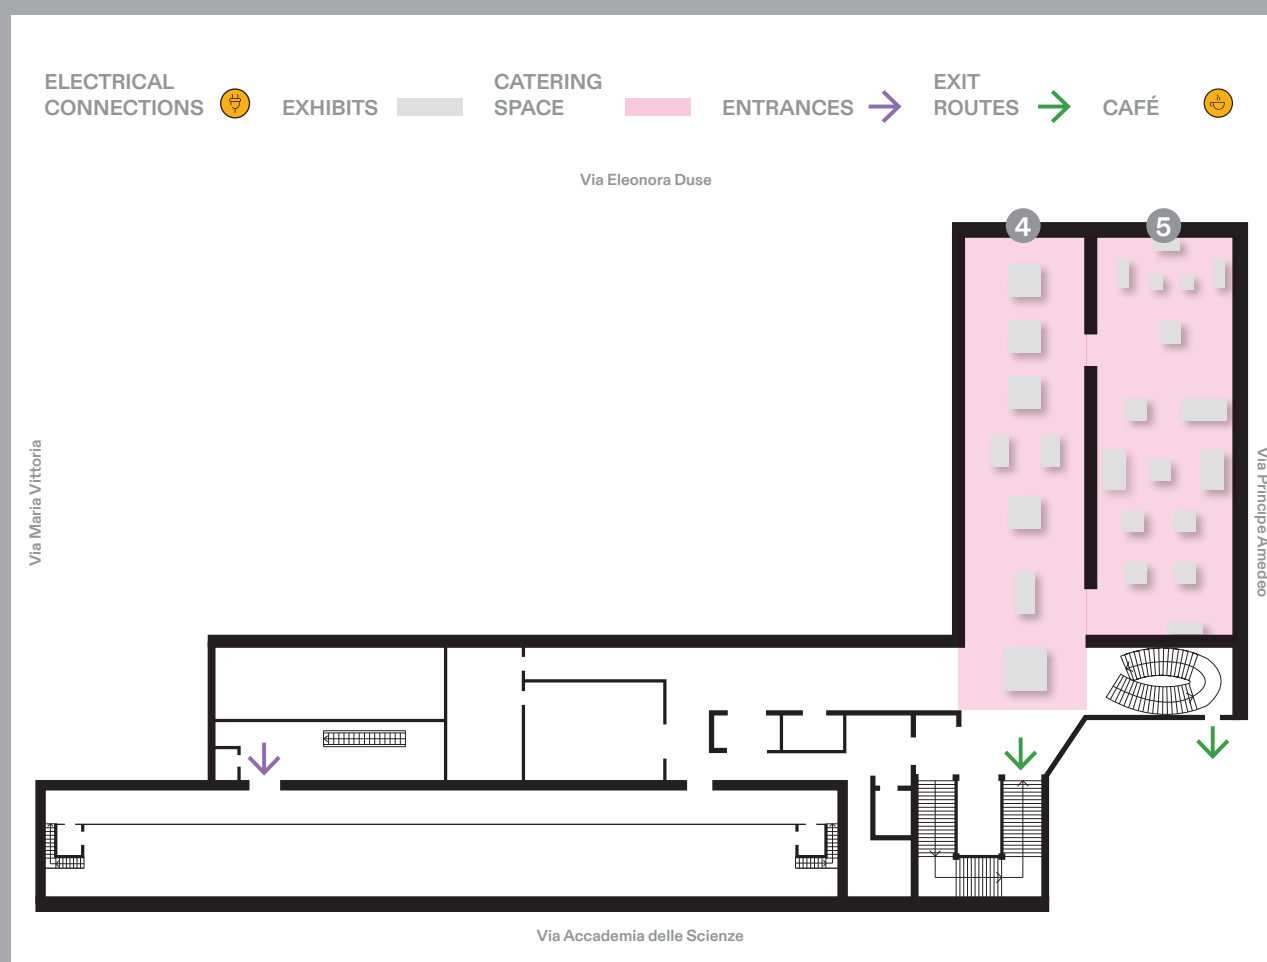 ELECTRICAL
CONNECTIONS
EXHIBITS
CATERING
SPACE
ENTRANCES
EXIT
ROUTES
CAFÉ
Via Eleonora Duse
4
5
Via Maria Vittoria
Via Principe Amedeo
Via Accademia delle Scienze